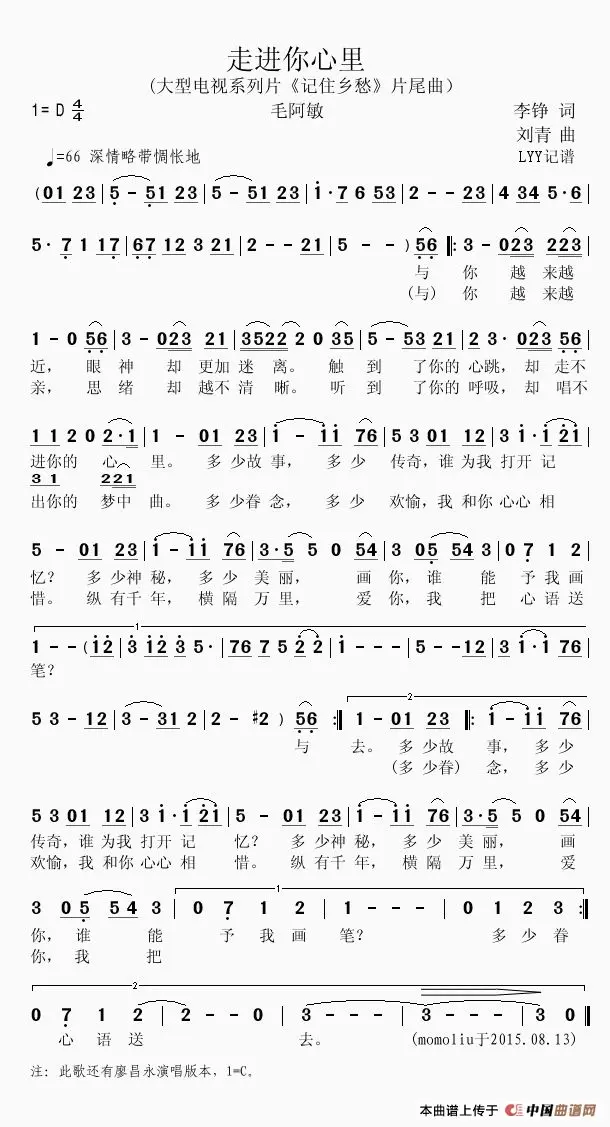 走进你心里
(大型电视系列片《记住乡愁》片尾曲)
1= D 4/4 毛阿敏 李铮 词
刘青 曲
♩=66 深情略带惆怅地 LYY记谱
(01 23|5 - 51 23|5 - 51 23|1·7 6 53|2 - - 23|4 34 5·6|
5· 7 1 17|67 12 3 21|2 - - 21|5 - - ) 56 ‖: 3 - 023 223|
与 你 越 来越
(与) 你 越 来越
1 - 0 56|3 - 023 21|3522 2 0 35|5 - 53 21|2 3· 023 56|
近, 眼 神 却 更加 迷 离。 触 到 了你的 心跳, 却 走不
亲, 思 绪 却 越不 清 晰。 听 到 了你的 呼吸, 却 唱不
1 1 2 0 2·1|1 - 01 23|1 - 11 76|5 3 01 12|3 1·1 21|
进你的 心 里。 多 少故 事, 多 少 传奇, 谁 为我 打开 记
3 1 221
出你的 梦中 曲。 多 少眷 念, 多 少 欢愉, 我 和你 心心 相
5 - 01 23|1 - 11 76|3·5 5 0 54|3 05 54 3|0 7 1 2|
忆? 多 少神 秘, 多 少 美 丽, 画 你, 谁 能 予 我 画
惜。 纵 有千 年, 横 隔 万 里, 爱 你, 我 把 心 语 送
1
1 - - (12|3 12 3 5·|76 7 5 22|1 - - -|5 - - 12|3 1·1 76|
笔?
2
5 3 - 12|3 - 31 2|2 - - #2 ) 56 :‖ 1 - 01 23 ‖: 1 - 11 76|
与 去。 多 少故 事, 多 少
(多 少眷) 念, 多 少
5 3 01 12|3 1·1 21|5 - 01 23|1 - 11 76|3·5 5 0 54|
传奇, 谁 为我 打开 记 忆? 多 少神 秘, 多 少 美 丽, 画
欢愉, 我 和你 心心 相 惜。 纵 有千 年, 横 隔 万 里, 爱
1
3 05 54 3|0 7 1 2|1 - - -|0 1 2 3 :‖
你, 谁 能 予 我 画 笔? 多 少 眷
你, 我 把
2
0 7 1 2|2 - - 0|3 - - -|3 - - -|3 0‖
心 语 送 去。 (momoliu于2015.08.13)
注: 此歌还有廖昌永演唱版本, 1=C。
本曲谱上传于 中国曲谱网